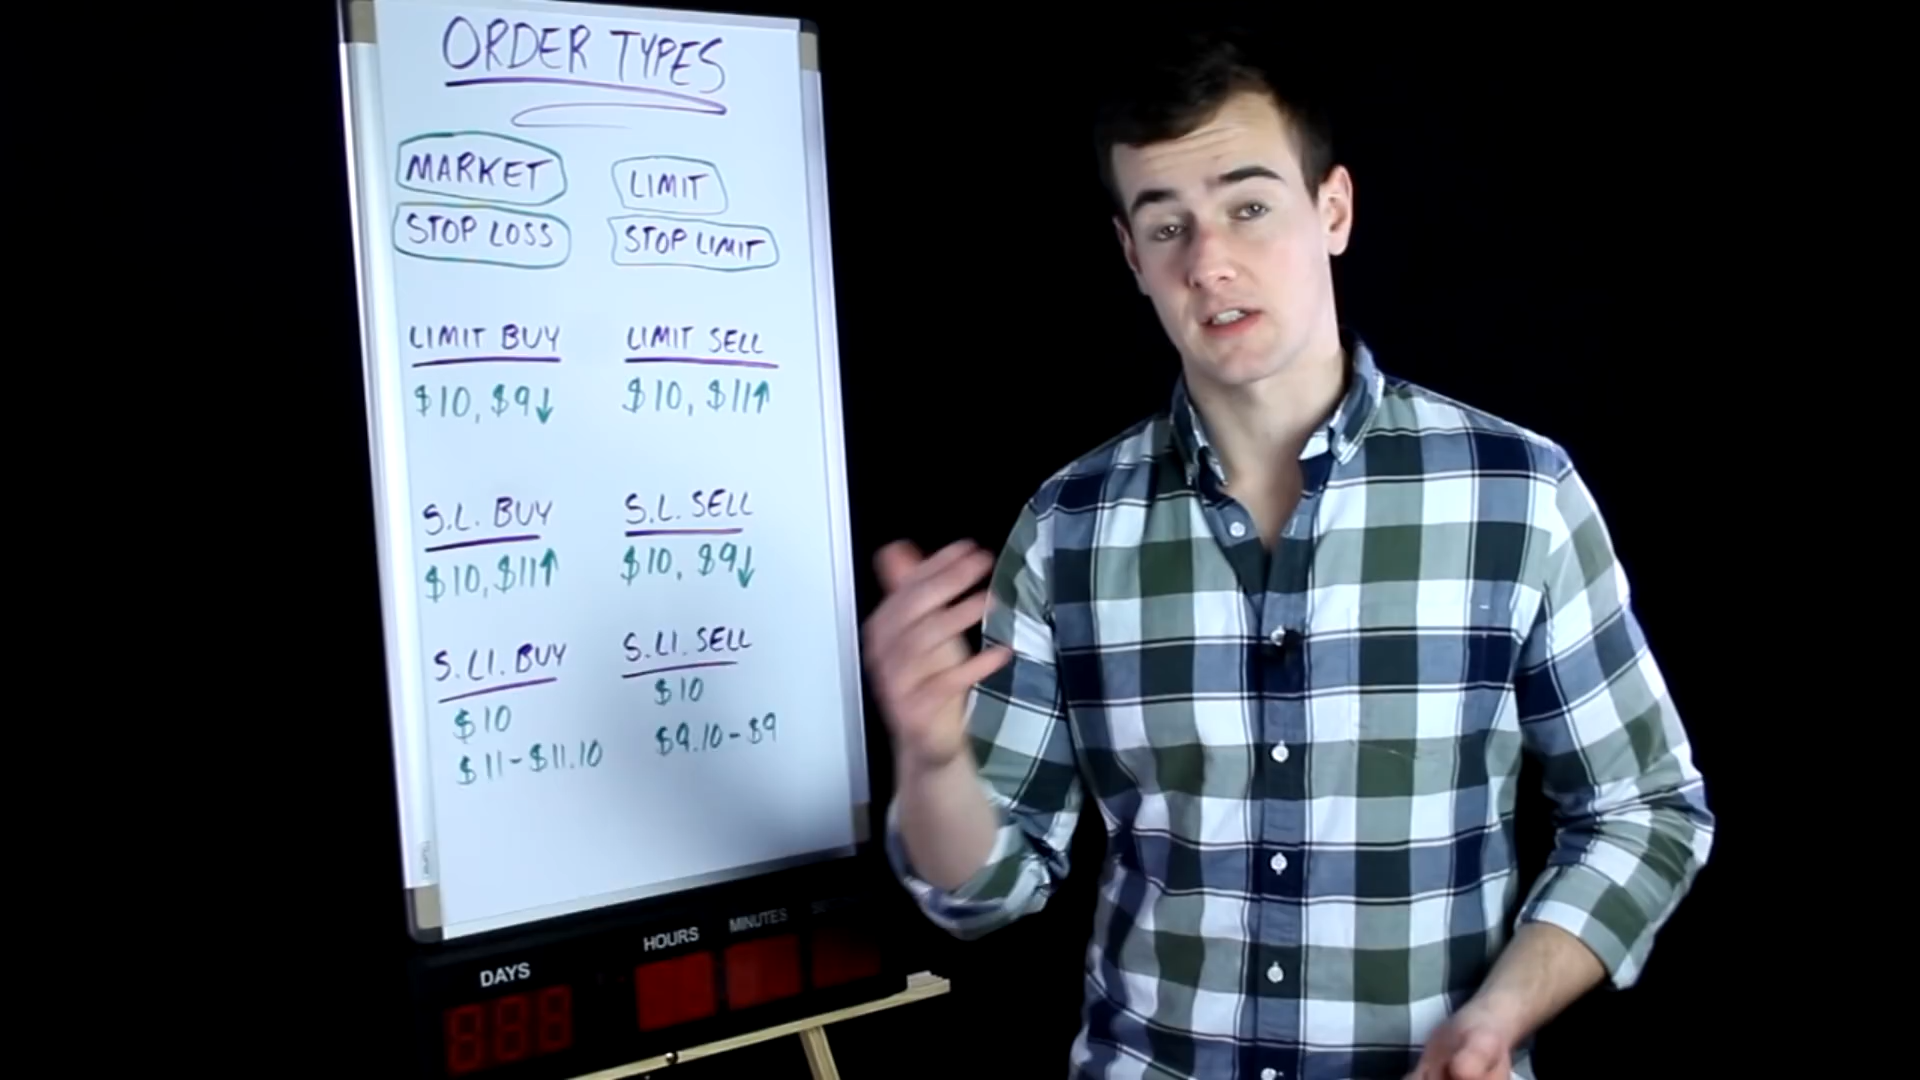 ORDER TYPES
MARKET LIMIT
STOP LOSS STOP LIMIT
LIMIT BUY LIMIT SELL
$10, $9↓ $10, $11↑
S.L. BUY S.L. SELL
$10, $11↑ $10, $9↓
S.LI. BUY S.LI. SELL
$10 $10
$11-$11.10 $9.10-$9
DAYS HOURS MINUTES
888